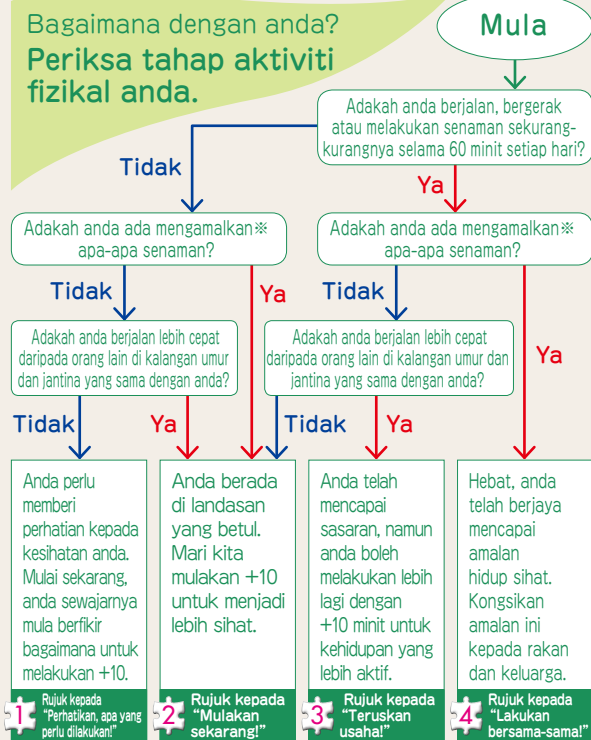 Bagaimana dengan anda?
Periksa tahap aktiviti
fizikal anda.
Mula
Adakah anda berjalan, bergerak
atau melakukan senaman sekurang-
kurangnya selama 60 minit setiap hari?
Tidak
Ya
Adakah anda ada mengamalkan※
apa-apa senaman?
Adakah anda ada mengamalkan※
apa-apa senaman?
Tidak
Ya
Tidak
Ya
Adakah anda berjalan lebih cepat
daripada orang lain di kalangan umur
dan jantina yang sama dengan anda?
Adakah anda berjalan lebih cepat
daripada orang lain di kalangan umur dan
jantina yang sama dengan anda?
Tidak
Ya
Tidak
Ya
Anda perlu
memberi
perhatian kepada
kesihatan anda.
Mulai sekarang,
anda sewajarnya
mula berfikir
bagaimana untuk
melakukan +10.
1
Rujuk kepada
"Perhatikan, apa yang
perlu dilakukan!"
Anda berada
di landasan
yang betul.
Mari kita
mulakan +10
untuk menjadi
lebih sihat.
2
Rujuk kepada
"Mulakan
sekarang!"
Anda telah
mencapai
sasaran, namun
anda boleh
melakukan lebih
lagi dengan
+10 minit untuk
kehidupan yang
lebih aktif.
3
Rujuk kepada
"Teruskan
usaha!"
Hebat, anda
telah berjaya
mencapai
amalan
hidup sihat.
Kongsikan
amalan ini
kepada rakan
dan keluarga.
4
Rujuk kepada
"Lakukan
bersama-sama!"